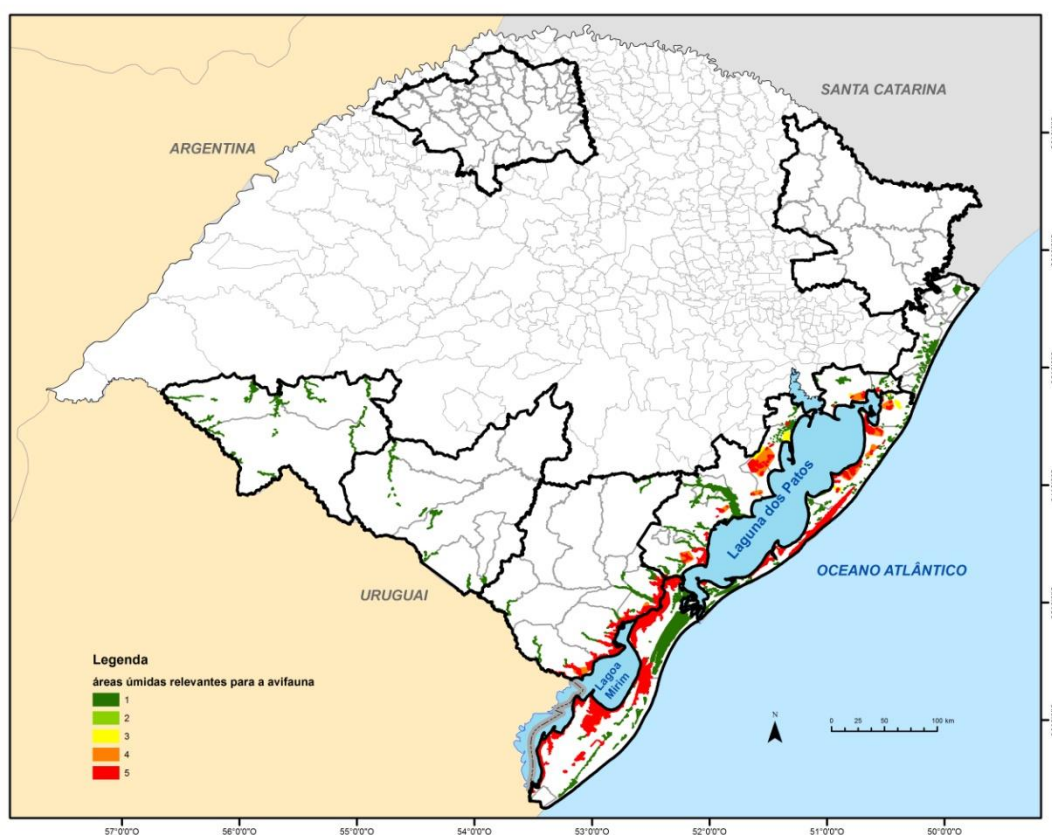 SANTA CATARINA
ARGENTINA
Laguna dos Patos
OCEANO ATLÂNTICO
URUGUAI
Lagoa
Mirim
Legenda
áreas úmidas relevantes para a avifauna
1
2
3
4
5
N
0 25 50 100 km
57°0'0"O 56°0'0"O 55°0'0"O 54°0'0"O 53°0'0"O 52°0'0"O 51°0'0"O 50°0'0"O